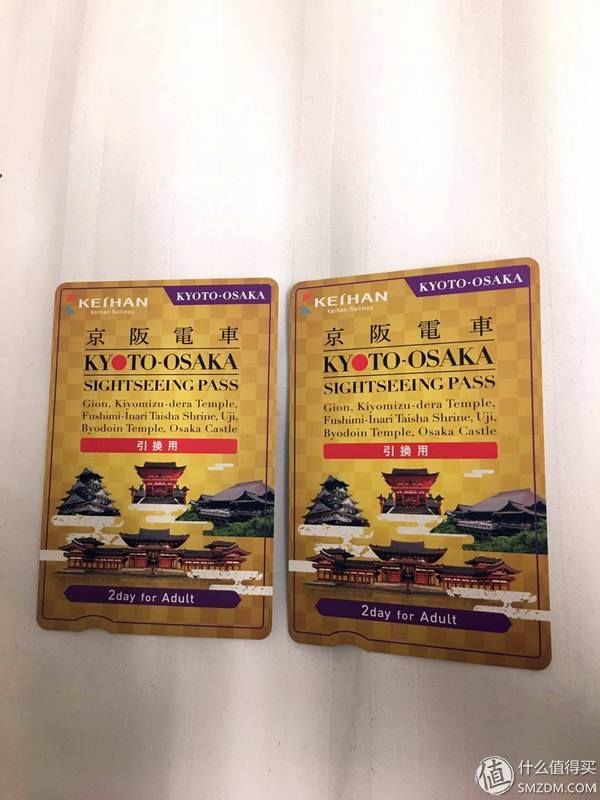 KEIHAN
Keihan Railway
KYOTO-OSAKA
京阪電車
KYOTO-OSAKA
SIGHTSEEING PASS
Gion, Kiyomizu-dera Temple,
Fushimi-Inari Taisha Shrine, Uji,
Byodoin Temple, Osaka Castle
引換用
2day for Adult
KEIHAN
Keihan Railway
KYOTO-OSAKA
京阪電車
KYOTO-OSAKA
SIGHTSEEING PASS
Gion, Kiyomizu-dera Temple,
Fushimi-Inari Taisha Shrine, Uji,
Byodoin Temple, Osaka Castle
引換用
2day for Adult
值 什么值得买
SMZDM.COM